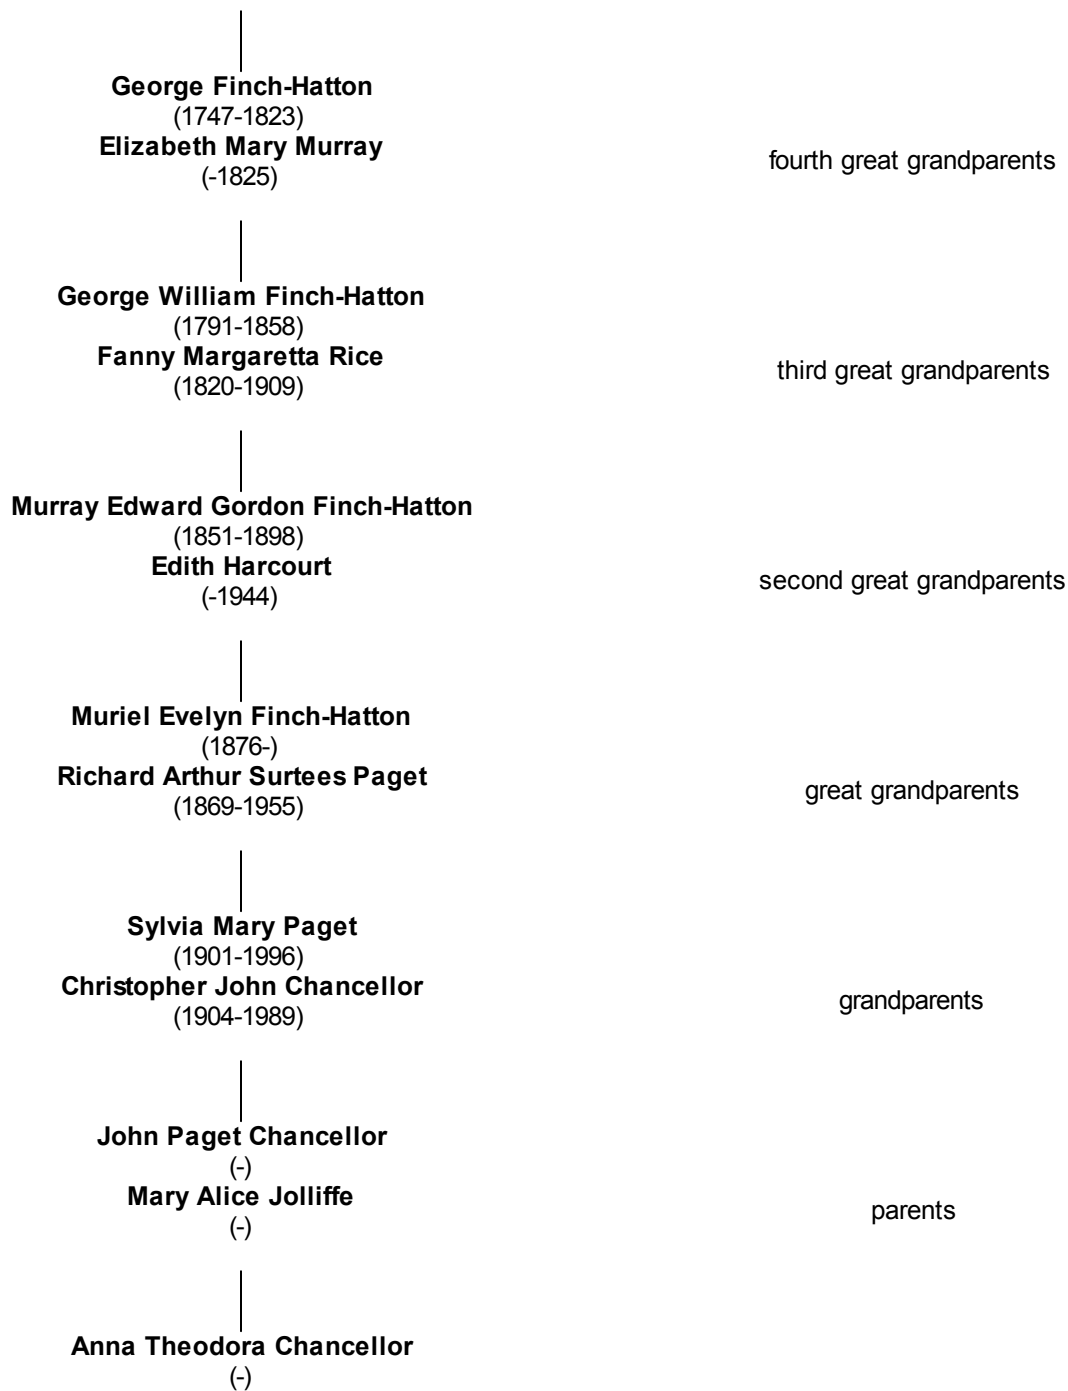 George Finch-Hatton
(1747-1823)
Elizabeth Mary Murray
(-1825)
fourth great grandparents
George William Finch-Hatton
(1791-1858)
Fanny Margaretta Rice
(1820-1909)
third great grandparents
Murray Edward Gordon Finch-Hatton
(1851-1898)
Edith Harcourt
(-1944)
second great grandparents
Muriel Evelyn Finch-Hatton
(1876-)
Richard Arthur Surtees Paget
(1869-1955)
great grandparents
Sylvia Mary Paget
(1901-1996)
Christopher John Chancellor
(1904-1989)
grandparents
John Paget Chancellor
(-)
Mary Alice Jolliffe
(-)
parents
Anna Theodora Chancellor
(-)